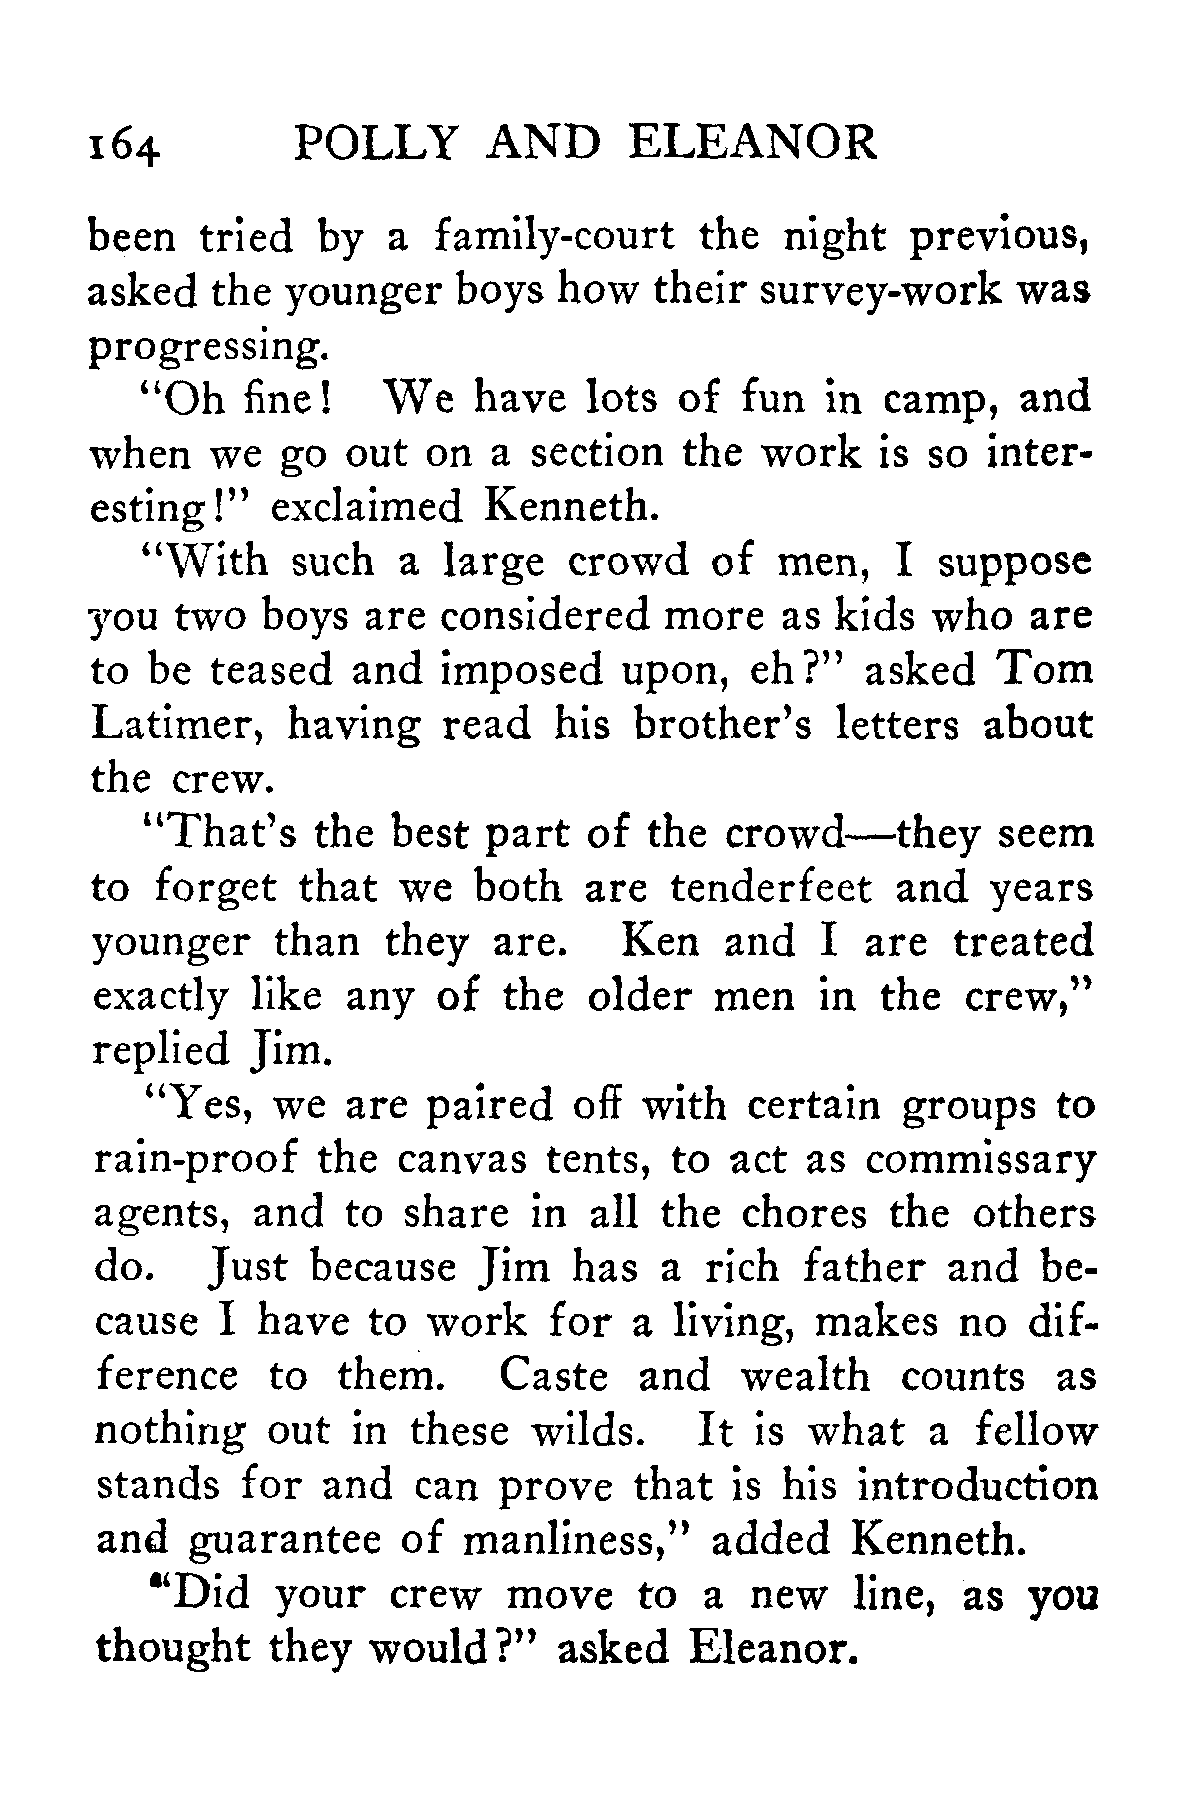 164 POLLY AND ELEANOR
been tried by a family-court the night previous,
asked the younger boys how their survey-work was
progressing.
“Oh fine! We have lots of fun in camp, and
when we go out on a section the work is so inter-
esting!” exclaimed Kenneth.
“With such a large crowd of men, I suppose
you two boys are considered more as kids who are
to be teased and imposed upon, eh?” asked Tom
Latimer, having read his brother’s letters about
the crew.
“That’s the best part of the crowd—they seem
to forget that we both are tenderfeet and years
younger than they are. Ken and I are treated
exactly like any of the older men in the crew,”
replied Jim.
“Yes, we are paired off with certain groups to
rain-proof the canvas tents, to act as commissary
agents, and to share in all the chores the others
do. Just because Jim has a rich father and be-
cause I have to work for a living, makes no dif-
ference to them. Caste and wealth counts as
nothing out in these wilds. It is what a fellow
stands for and can prove that is his introduction
and guarantee of manliness,” added Kenneth.
“Did your crew move to a new line, as you
thought they would?” asked Eleanor.